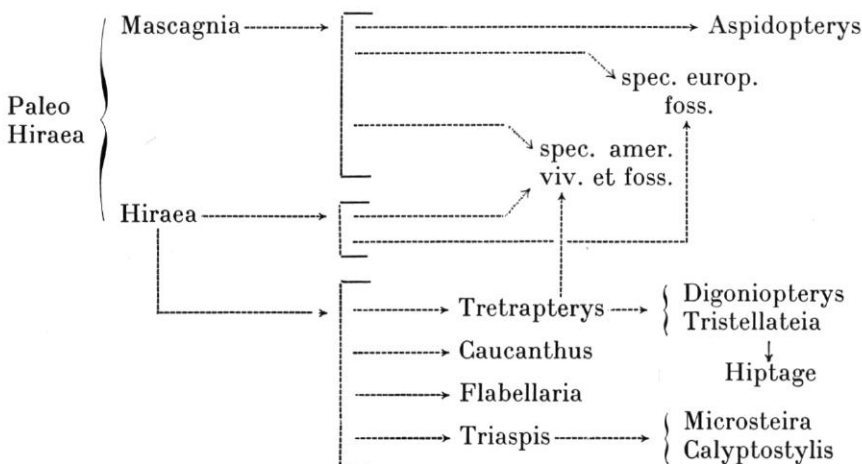 Mascagnia
Aspidopterys
spec. europ.
foss.
Paleo
Hiraea
spec. amer.
viv. et foss.
Hiraea
Tretrapterys
Digoniopterys
Tristellateia
Caucanthus
Hiptage
Flabellaria
Triaspis
Microsteira
Calyptostylis